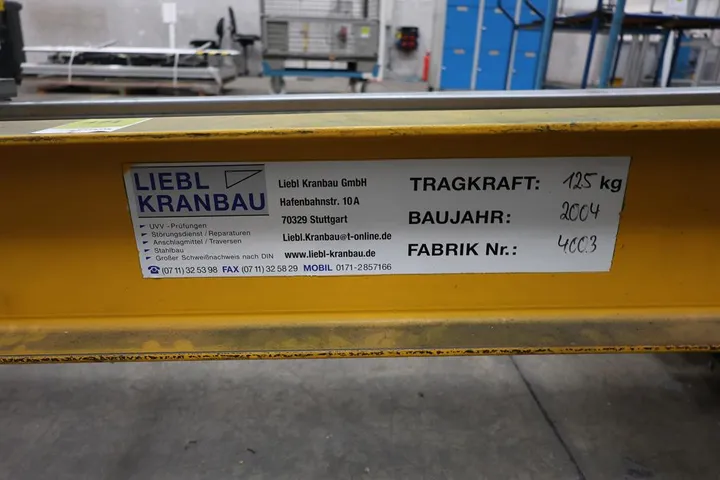 LIEBL
KRANBAU
- UVV -Prüfungen
- Störungsdienst / Reparaturen
- Anschlagmittel / Traversen
- Stahlbau
- Großer Schweißnachweis nach DIN
☎ (07 11) 32 53 98 FAX (07 11) 32 58 29 MOBIL 0171-2 857166
Liebl Kranbau GmbH
Hafenbahnstr. 10 A
70329 Stuttgart
Liebl.Kranbau@t-online.de
www.liebl-kranbau.de
TRAGKRAFT: 125 kg
BAUJAHR: 2004
FABRIK Nr.: 4003